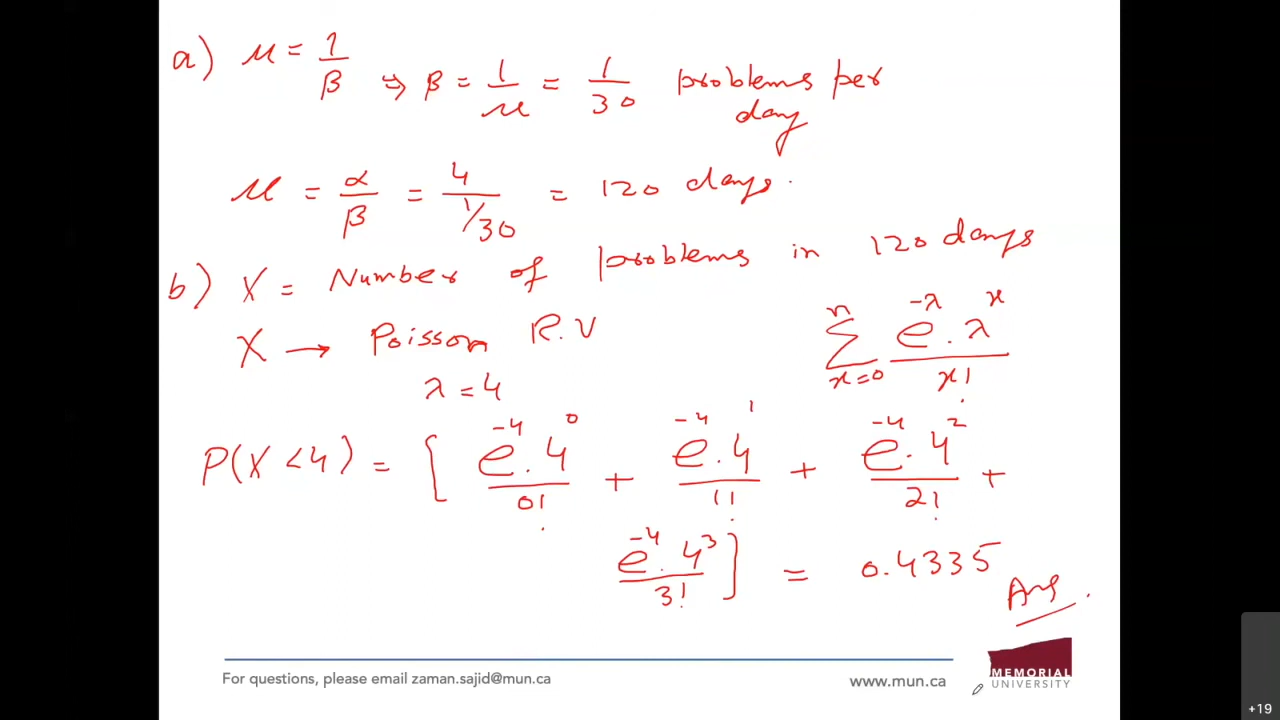 a) μ = 1/β → β = 1/μ = 1/30 problems per day
μ = α/β = 4/(1/30) = 120 days.
b) X = Number of problems in 120 days
X → Poisson R.V
λ = 4
∑_{x=0}^{n} e^{-λ} . λ^x / x!
P(X < 4) = [ e^{-4} . 4^0 / 0! + e^{-4} . 4^1 / 1! + e^{-4} . 4^2 / 2! +
e^{-4} . 4^3 / 3! ] = 0.4335
Ans.
For questions, please email zaman.sajid@mun.ca
www.mun.ca
MEMORIAL
UNIVERSITY
+19